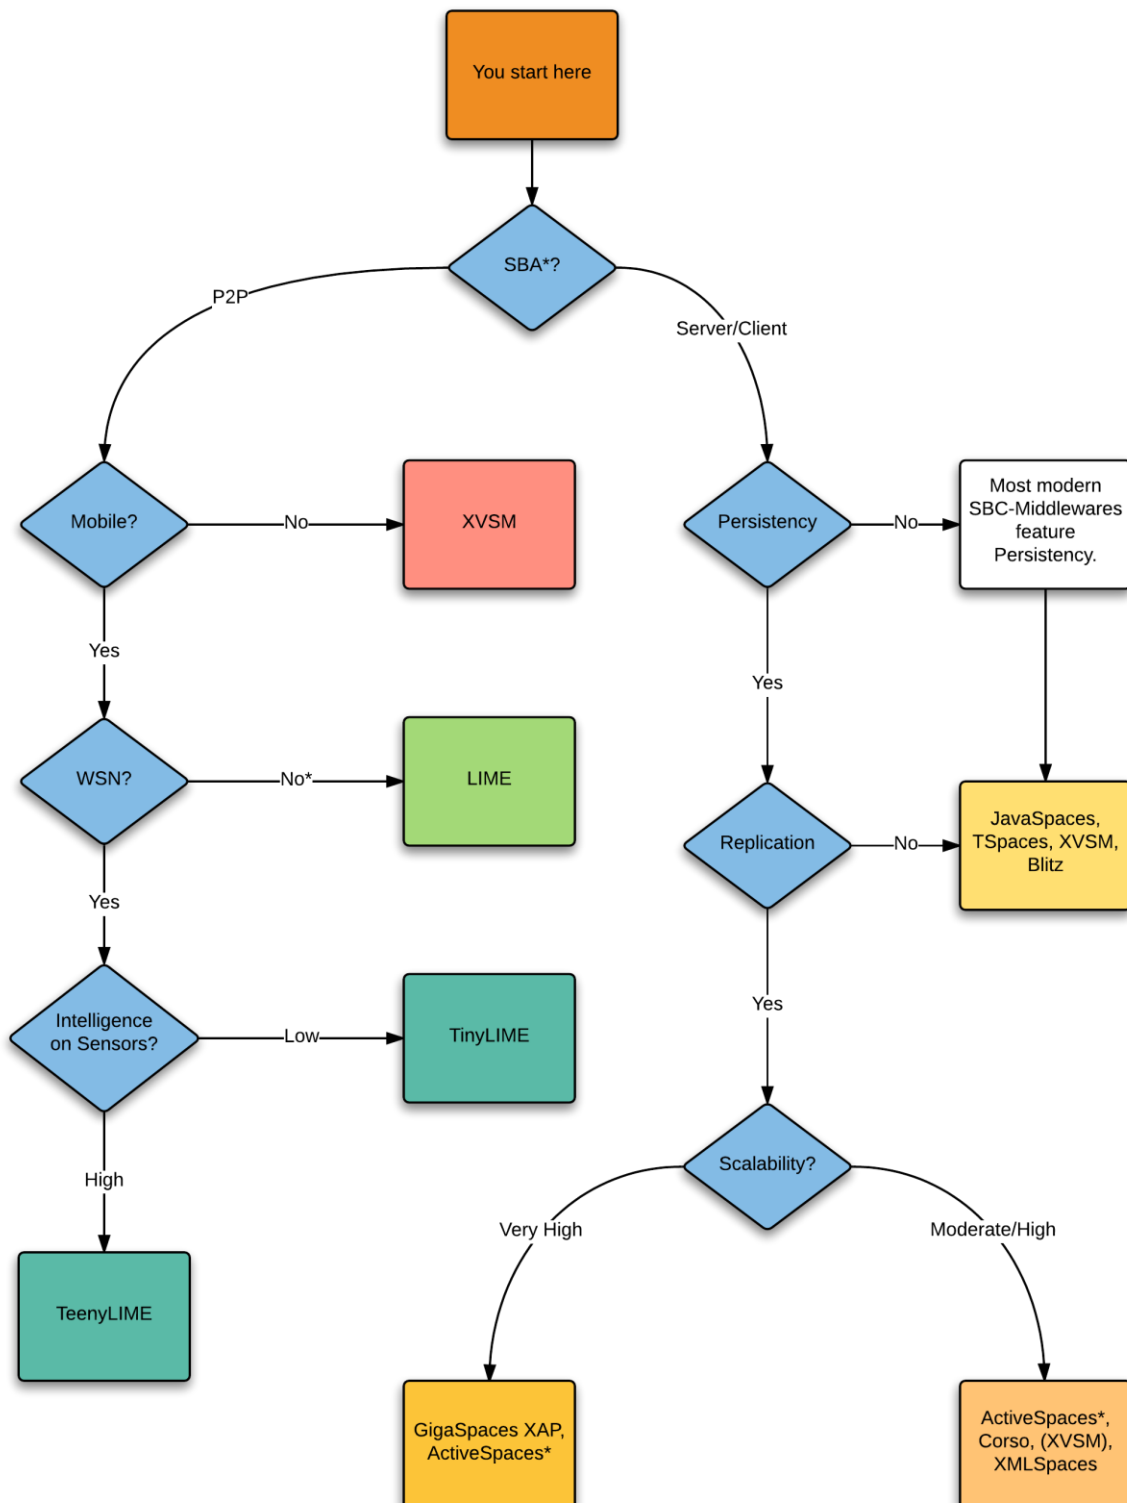 You start here
SBA*?
P2P
Server/Client
Mobile?
No
XVSM
Persistency
No
Most modern
SBC-Middlewares
feature
Persistency.
Yes
Yes
WSN?
No*
LIME
Replication
No
JavaSpaces,
TSpaces, XVSM,
Blitz
Yes
Yes
Intelligence
on Sensors?
Low
TinyLIME
High
Scalability?
Very High
Moderate/High
TeenyLIME
GigaSpaces XAP,
ActiveSpaces*
ActiveSpaces*,
Corso, (XVSM),
XMLSpaces